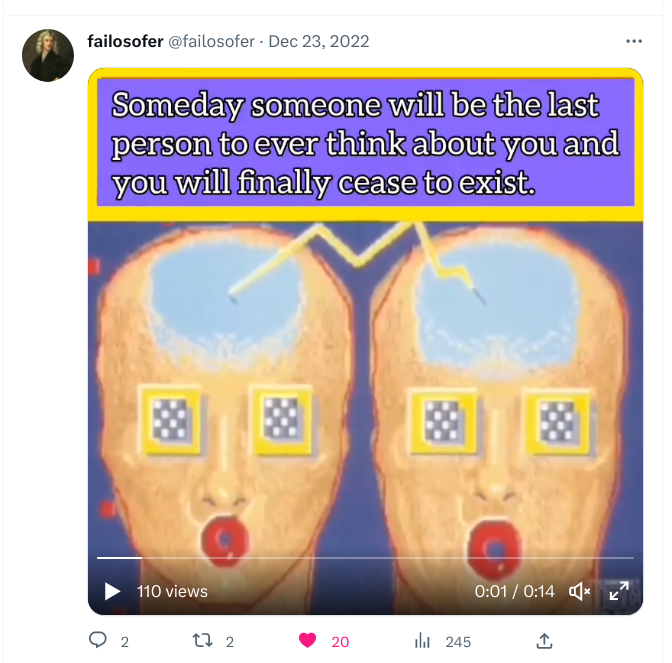 failosofer @failosofer · Dec 23, 2022
Someday someone will be the last
person to ever think about you and
you will finally cease to exist.
110 views
0:01 / 0:14
2
2
20
245